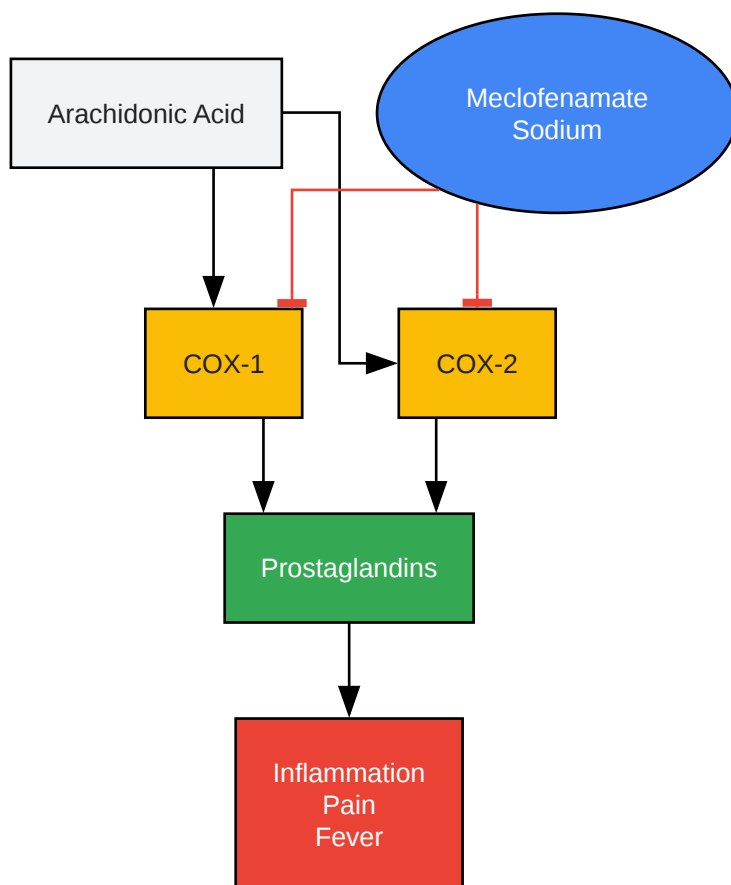 Arachidonic Acid
Meclofenamate
Sodium
COX-1
COX-2
Prostaglandins
Inflammation
Pain
Fever